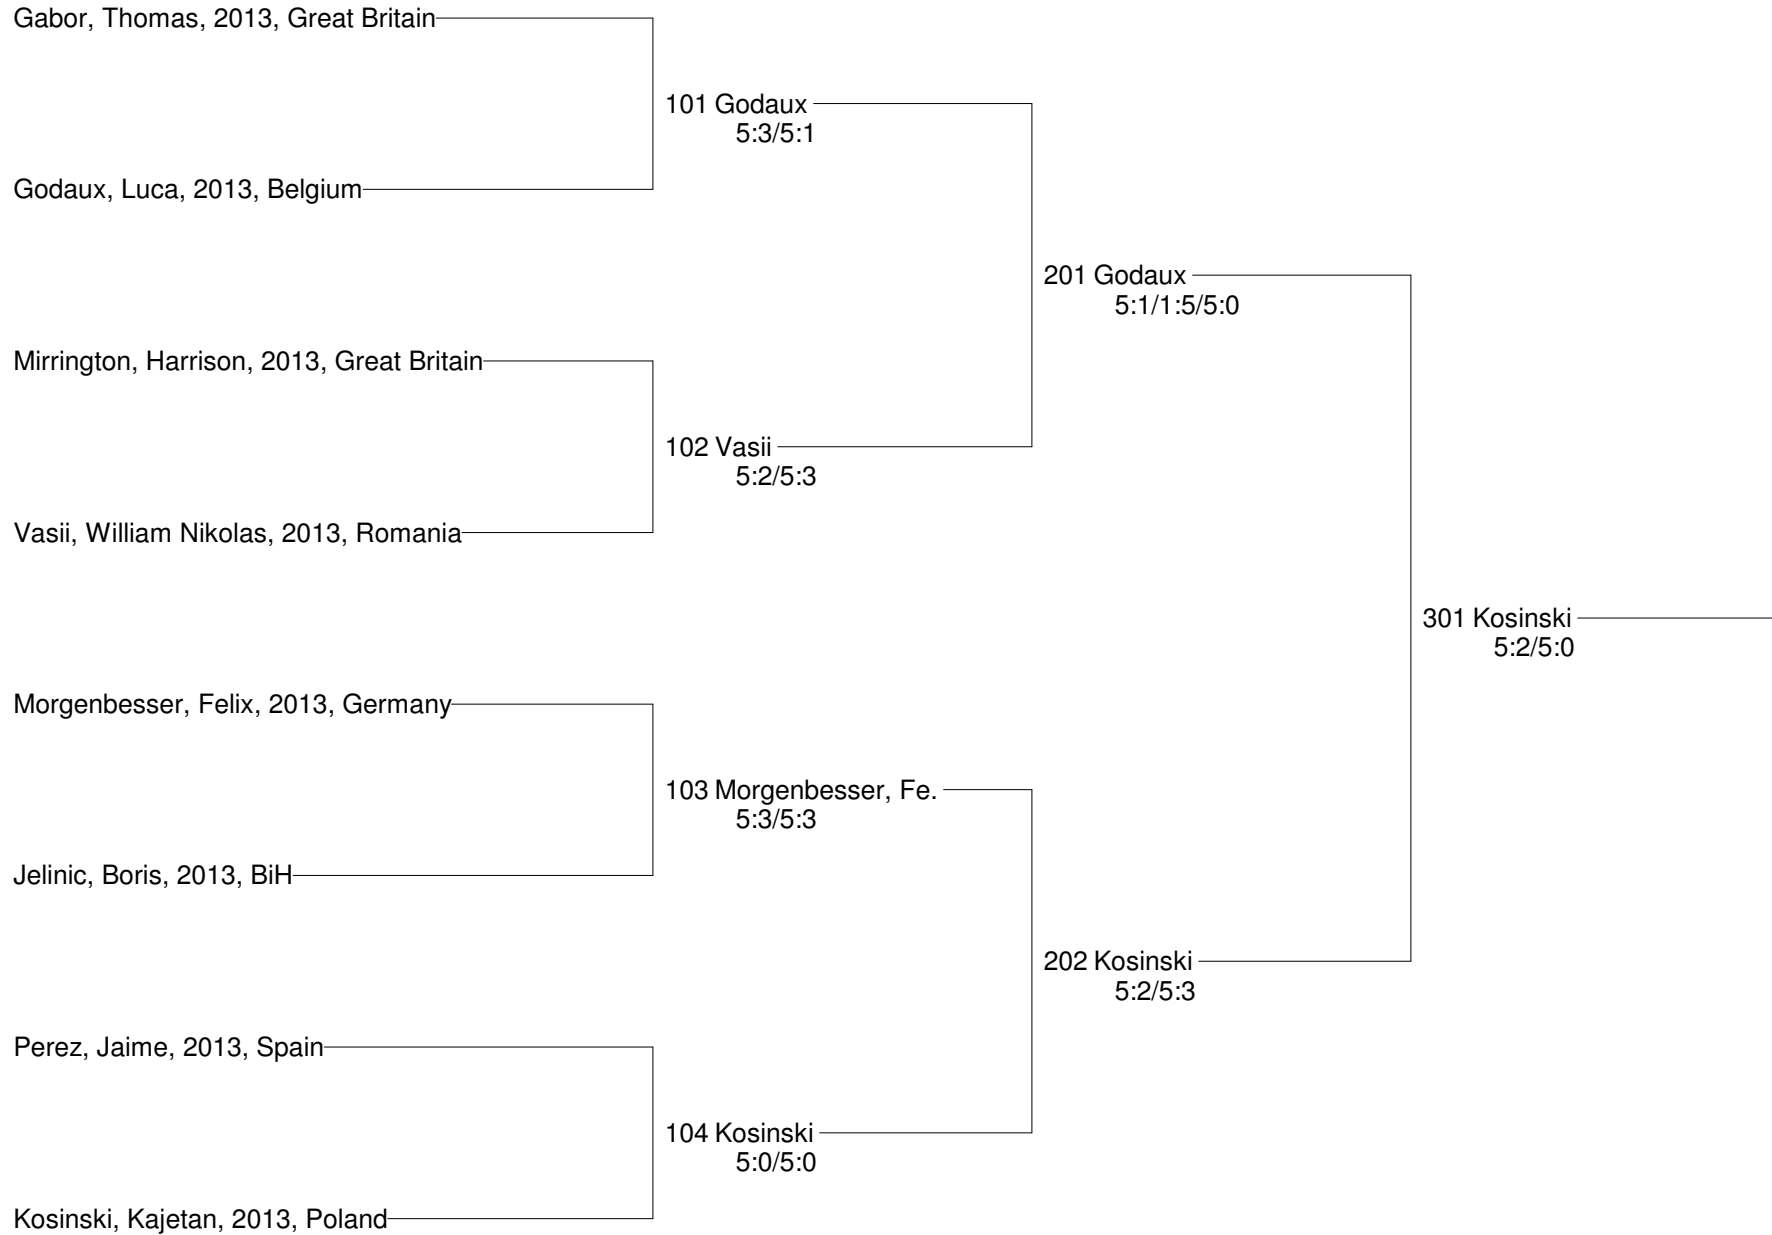 Gabor, Thomas, 2013, Great Britain
101 Godaux
5:3/5:1
Godaux, Luca, 2013, Belgium
201 Godaux
5:1/1:5/5:0
Mirrington, Harrison, 2013, Great Britain
102 Vasii
5:2/5:3
Vasii, William Nikolas, 2013, Romania
301 Kosinski
5:2/5:0
Morgenbesser, Felix, 2013, Germany
103 Morgenbesser, Fe.
5:3/5:3
Jelinic, Boris, 2013, BiH
202 Kosinski
5:2/5:3
Perez, Jaime, 2013, Spain
104 Kosinski
5:0/5:0
Kosinski, Kajetan, 2013, Poland